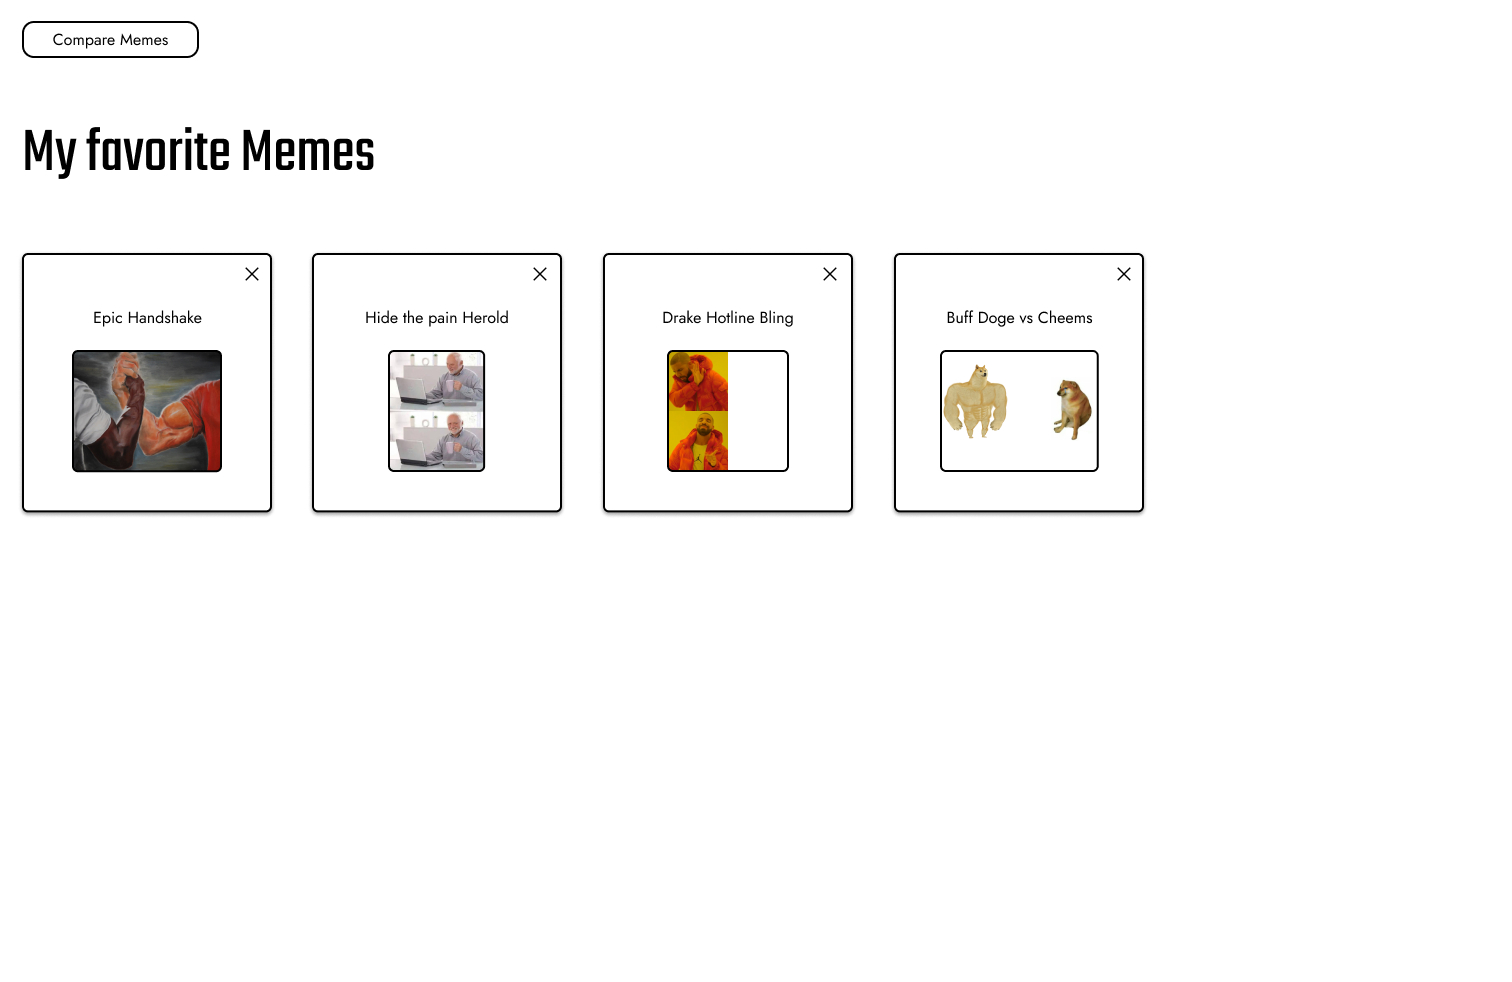 Compare Memes
My favorite Memes
Epic Handshake
Hide the pain Herold
Drake Hotline Bling
Buff Doge vs Cheems